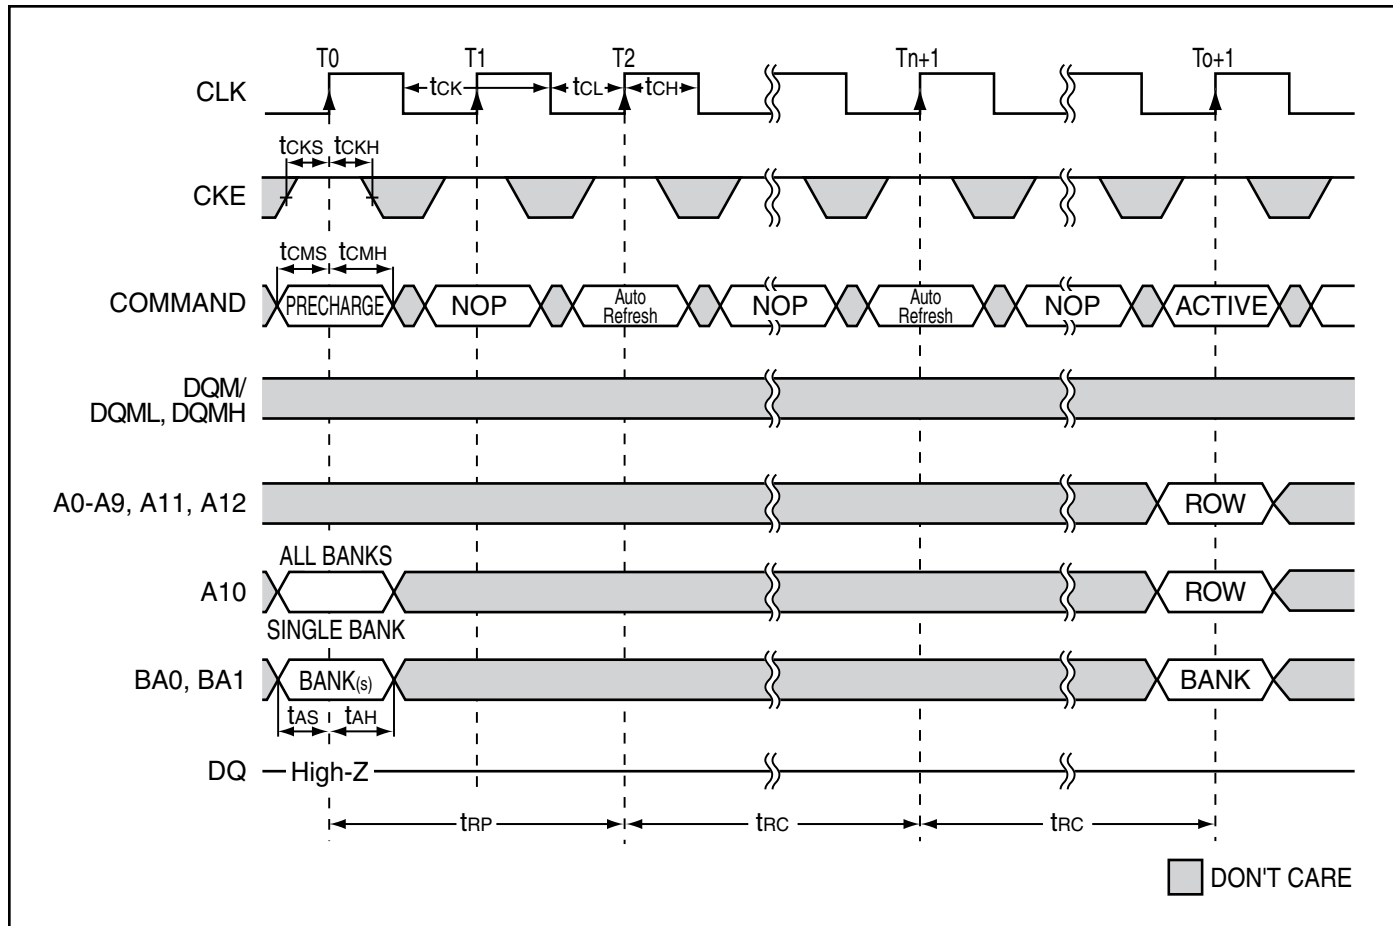 T0 T1 T2 Tn+1 To+1
CLK tCK tCL tCH
tCKS tCKH
CKE
tCMS tCMH
COMMAND PRECHARGE NOP Auto Refresh NOP Auto Refresh NOP ACTIVE
DQM/
DQML, DQMH
A0-A9, A11, A12 ROW
ALL BANKS
A10 ROW
SINGLE BANK
BA0, BA1 BANK(s) BANK
tAS tAH
DQ High-Z
tRP tRC tRC
DON'T CARE